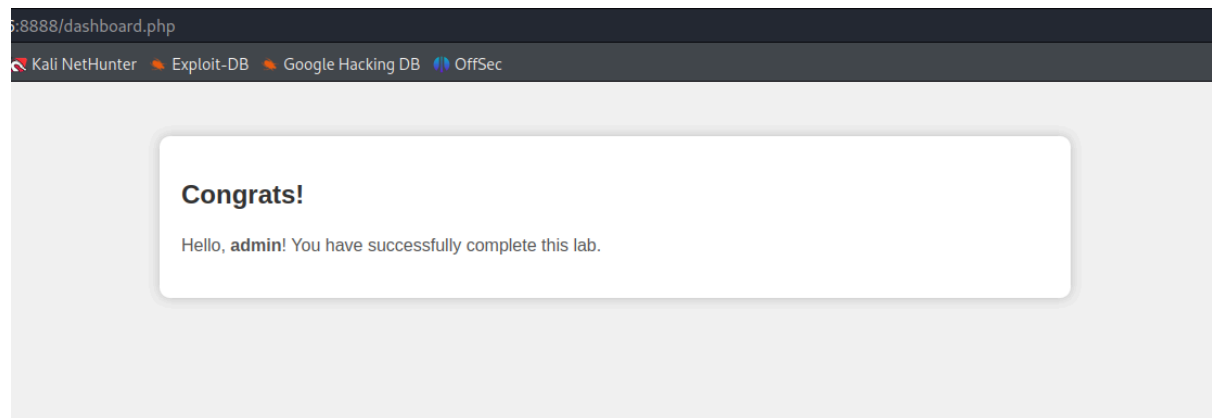 5:8888/dashboard.php
Kali NetHunter Exploit-DB Google Hacking DB OffSec
Congrats!
Hello, admin! You have successfully complete this lab.